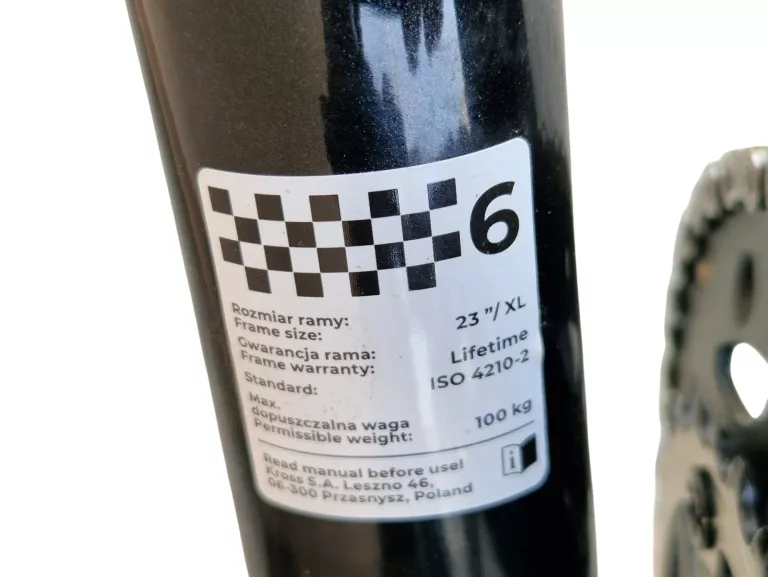 6
Rozmiar ramy:
Frame size: 23 ”/ XL
Gwarancja rama:
Frame warranty: Lifetime
Standard: ISO 4210-2
Max.
dopuszczalna waga
Permissible weight: 100 kg
Read manual before use!
Kross S.A. Leszno 46,
06-300 Przasnysz, Poland
i